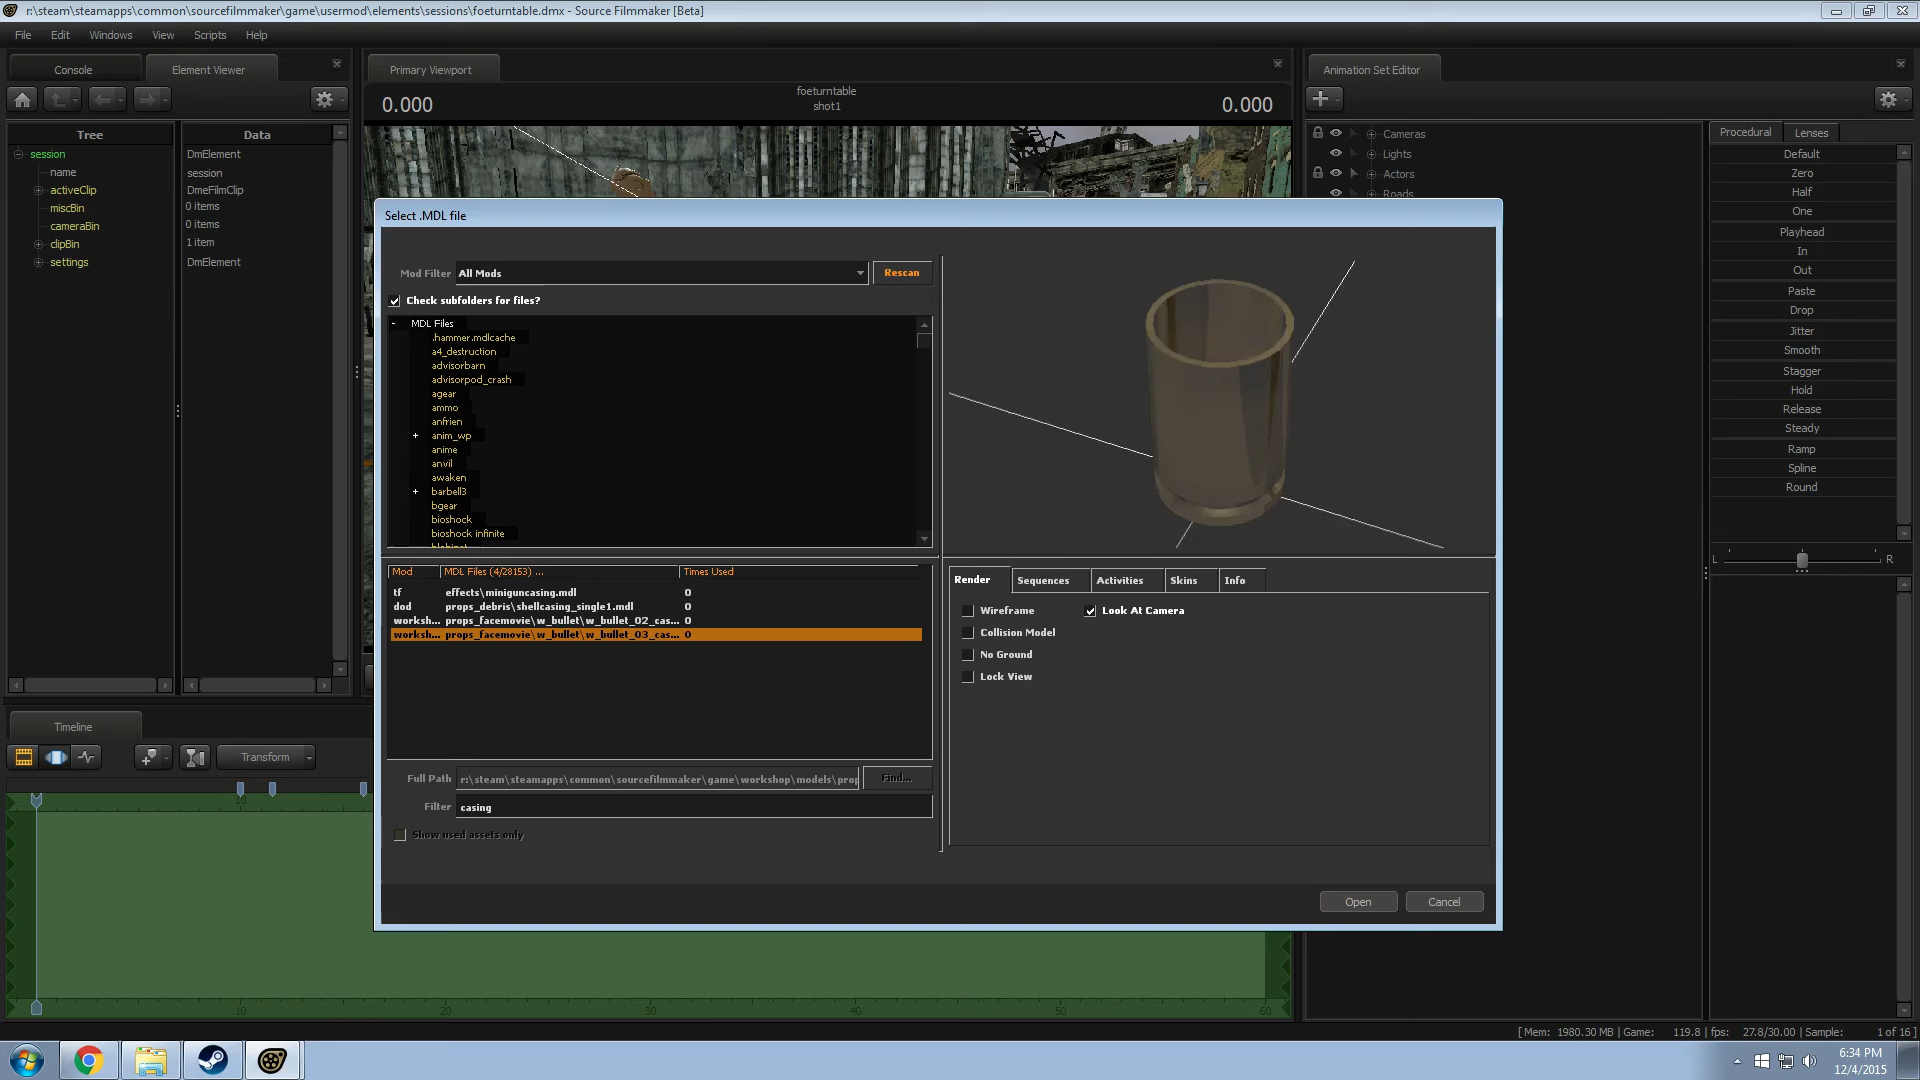 r:\steam\steamapps\common\sourcefilmmaker\game\usermod\elements\sessions\foeturntable.dmx - Source Filmmaker [Beta]
File Edit Windows View Scripts Help
Console Element Viewer
Primary Viewport
Animation Set Editor
0.000
foeturntable
shot1
0.000
Tree
Data
session DmElement
name session
activeClip DmeFilmClip
miscBin 0 items
cameraBin 0 items
clipBin 1 item
settings DmElement
Cameras
Lights
Actors
Roads
Procedural Lenses
Default
Zero
Half
One
Playhead
In
Out
Paste
Drop
Jitter
Smooth
Stagger
Hold
Release
Steady
Ramp
Spline
Round
L R
Select .MDL file
Mod Filter All Mods Rescan
Check subfolders for files?
- MDL Files
.hammer.mdlcache
a4_destruction
advisorbarn
advisorpod_crash
agear
ammo
anfrien
+ anim_wp
anime
anvil
awaken
+ barbell3
bgear
bioshock
bioshock infinite
Mod MDL Files (4/28153) ... Times Used
tf effects\miniguncasing.mdl 0
dod props_debris\shellcasing_single1.mdl 0
worksh... props_facemovie\w_bullet\w_bullet_02_cas... 0
worksh... props_facemovie\w_bullet\w_bullet_03_cas... 0
Full Path r:\steam\steamapps\common\sourcefilmmaker\game\workshop\models\prop Find...
Filter casing
Show used assets only
Render Sequences Activities Skins Info
Wireframe Look At Camera
Collision Model
No Ground
Lock View
Open Cancel
Timeline
Transform
10
10 20 30 40 50 60
[ Mem: 1980.30 MB | Game: 119.8 | fps: 27.8/30.00 | Sample: 1 of 16 ]
6:34 PM
12/4/2015